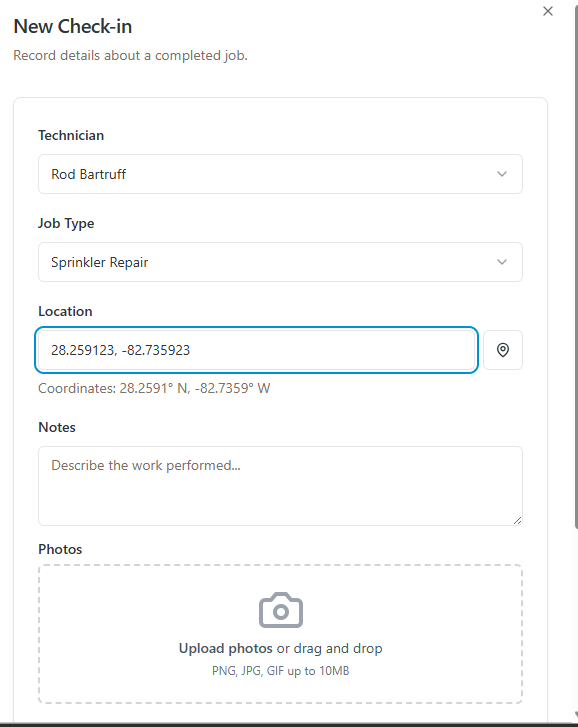 New Check-in
Record details about a completed job.
Technician
Rod Bartruff
Job Type
Sprinkler Repair
Location
28.259123, -82.735923
Coordinates: 28.2591° N, -82.7359° W
Notes
Describe the work performed...
Photos
Upload photos or drag and drop
PNG, JPG, GIF up to 10MB